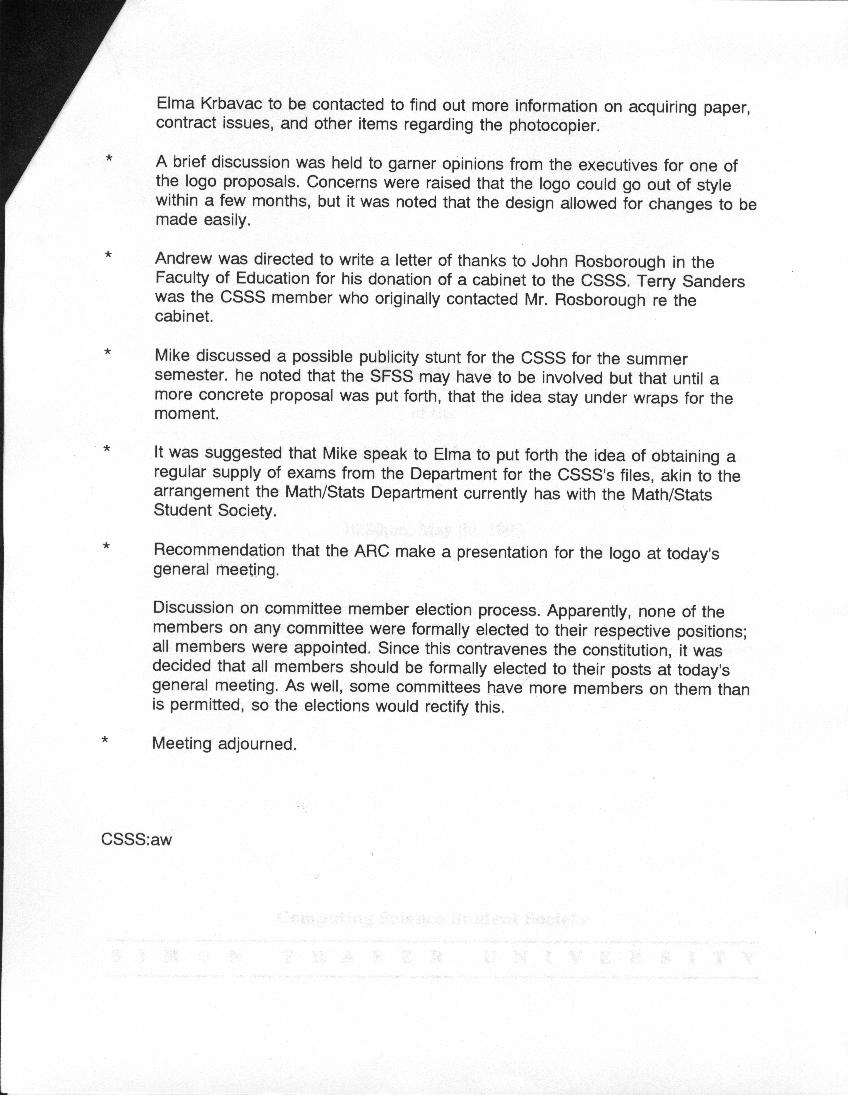 Elma Krbavac to be contacted to find out more information on acquiring paper,
contract issues, and other items regarding the photocopier.
* A brief discussion was held to garner opinions from the executives for one of
the logo proposals. Concerns were raised that the logo could go out of style
within a few months, but it was noted that the design allowed for changes to be
made easily.
* Andrew was directed to write a letter of thanks to John Rosborough in the
Faculty of Education for his donation of a cabinet to the CSSS. Terry Sanders
was the CSSS member who originally contacted Mr. Rosborough re the
cabinet.
* Mike discussed a possible publicity stunt for the CSSS for the summer
semester. he noted that the SFSS may have to be involved but that until a
more concrete proposal was put forth, that the idea stay under wraps for the
moment.
* It was suggested that Mike speak to Elma to put forth the idea of obtaining a
regular supply of exams from the Department for the CSSS's files, akin to the
arrangement the Math/Stats Department currently has with the Math/Stats
Student Society.
* Recommendation that the ARC make a presentation for the logo at today's
general meeting.
Discussion on committee member election process. Apparently, none of the
members on any committee were formally elected to their respective positions;
all members were appointed. Since this contravenes the constitution, it was
decided that all members should be formally elected to their posts at today's
general meeting. As well, some committees have more members on them than
is permitted, so the elections would rectify this.
* Meeting adjourned.
CSSS:aw
Computing Science Student Society
SIMON FRASER UNIVERSITY